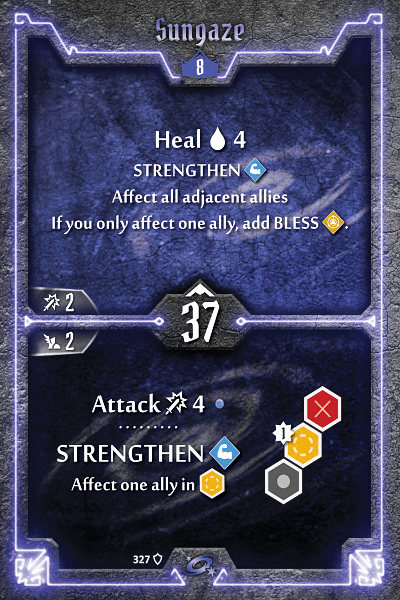 Sungaze
8
Heal 4
STRENGTHEN
Affect all adjacent allies
If you only affect one ally, add BLESS .
2
37
2
Attack 4
1
STRENGTHEN
Affect one ally in
327